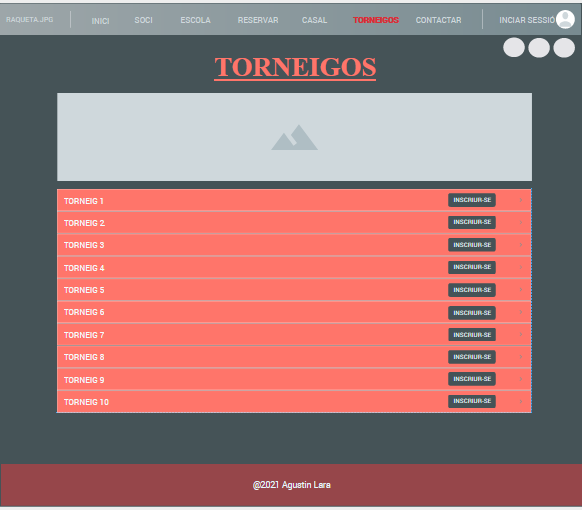 RAQUETA.JPG INICI SOCI ESCOLA RESERVAR CASAL TORNEIGOS CONTACTAR INCIAR SESSIÓ
TORNEIGOS
TORNEIG 1 INSCRIUR-SE
TORNEIG 2 INSCRIUR-SE
TORNEIG 3 INSCRIUR-SE
TORNEIG 4 INSCRIUR-SE
TORNEIG 5 INSCRIUR-SE
TORNEIG 6 INSCRIUR-SE
TORNEIG 7 INSCRIUR-SE
TORNEIG 8 INSCRIUR-SE
TORNEIG 9 INSCRIUR-SE
TORNEIG 10 INSCRIUR-SE
@2021 Agustin Lara